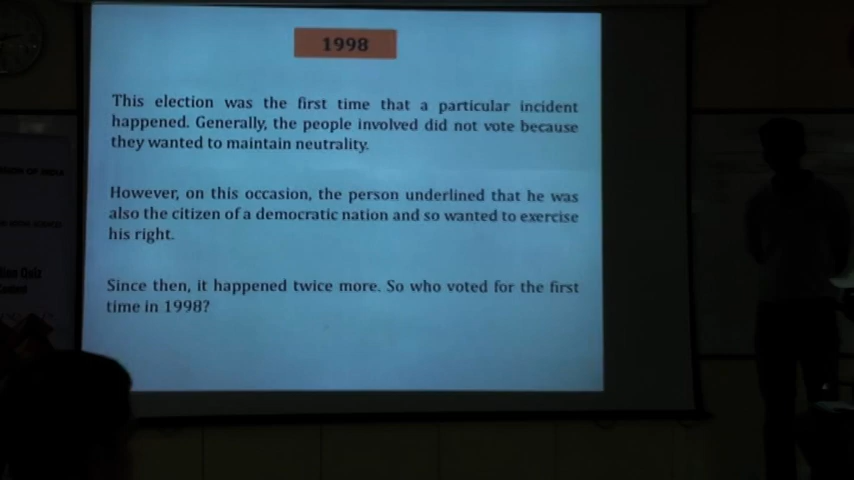 1998
This election was the first time that a particular incident
happened. Generally, the people involved did not vote because
they wanted to maintain neutrality.
However, on this occasion, the person underlined that he was
also the citizen of a democratic nation and so wanted to exercise
his right.
Since then, it happened twice more. So who voted for the first
time in 1998?
OF INDIA
Quiz